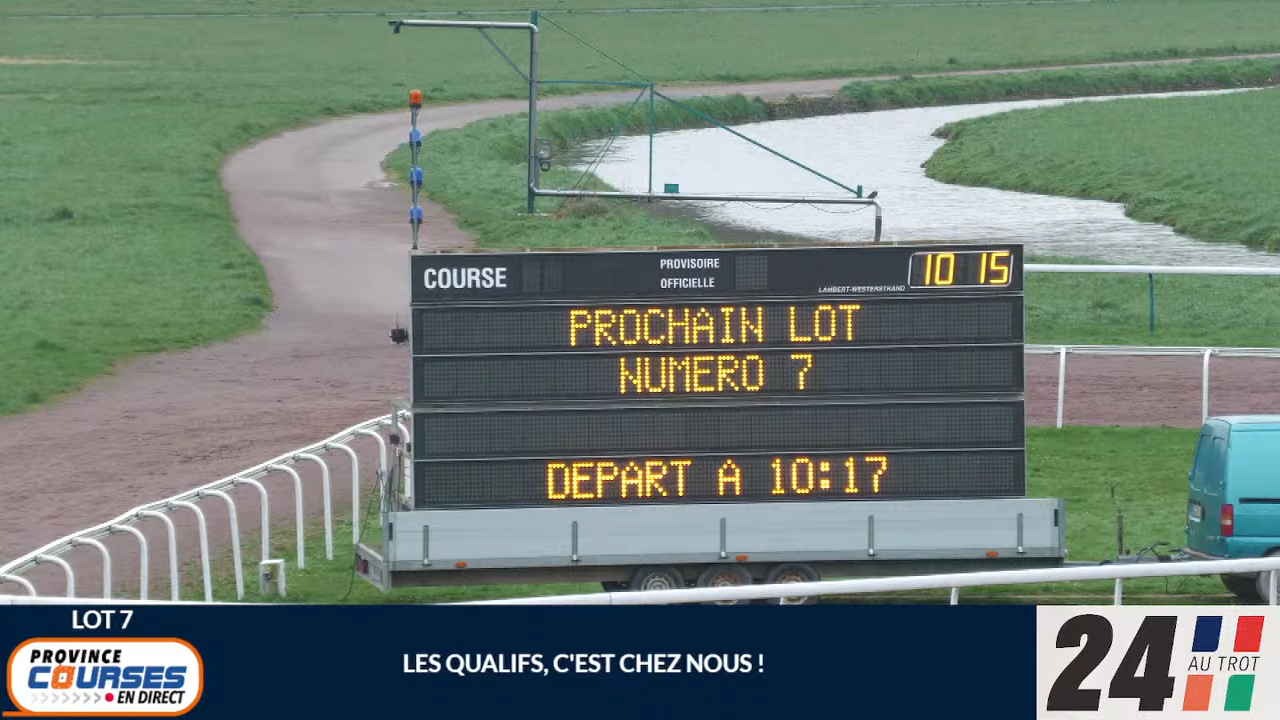 COURSE
PROVISOIRE
OFFICIELLE
LAMBERT-WESTERSTRAND
10 15
PROCHAIN LOT
NUMERO 7
DEPART A 10:17
LOT 7
PROVINCE
COURSES
EN DIRECT
LES QUALIFS, C'EST CHEZ NOUS !
24
AU TROT